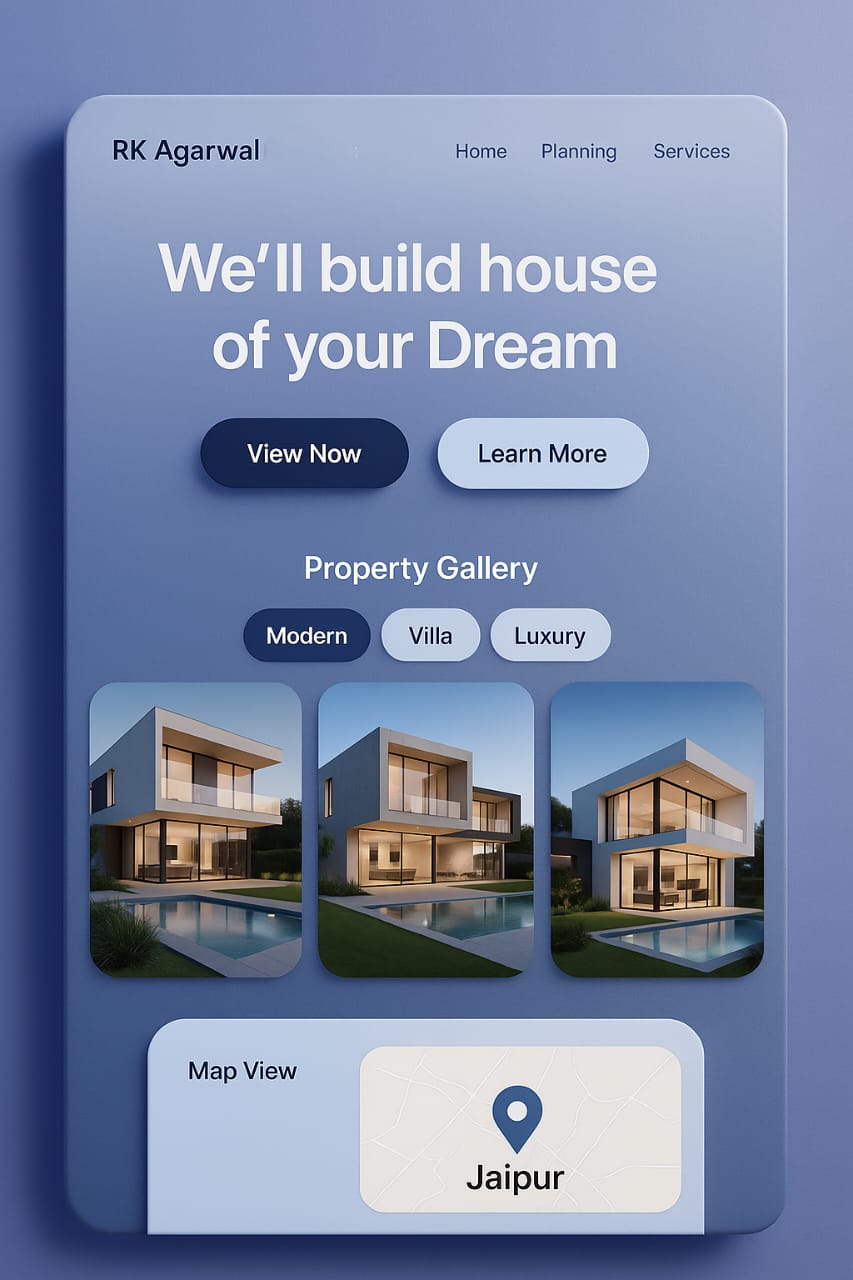 RK Agarwal
Home Planning Services
We‘ll build house
of your Dream
View Now Learn More
Property Gallery
Modern Villa Luxury
Map View
Jaipur